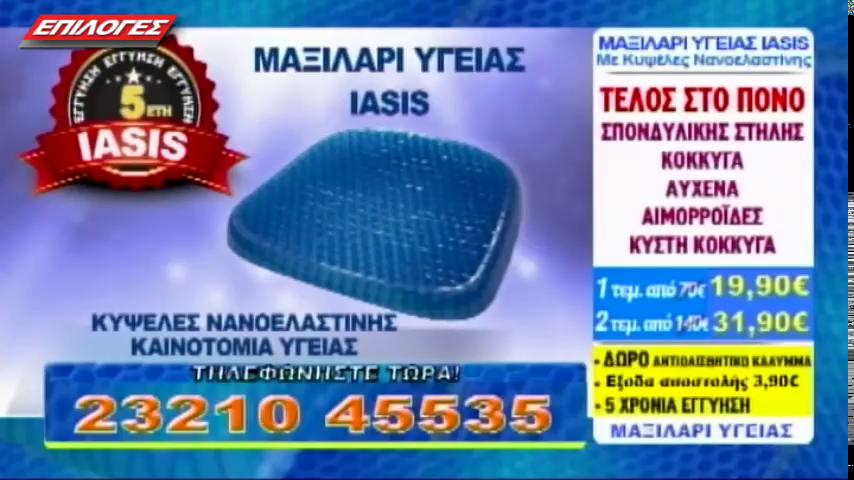 ΕΠΙΛΟΓΕΣ
ΕΓΓΥΗΣΗ ΕΓΓΥΗΣΗ ΕΓΓΥΗΣΗ
5 ΕΤΗ
IASIS
ΜΑΞΙΛΑΡΙ ΥΓΕΙΑΣ
IASIS
ΚΥΨΕΛΕΣ ΝΑΝΟΕΛΑΣΤΙΝΗΣ
ΚΑΙΝΟΤΟΜΙΑ ΥΓΕΙΑΣ
ΤΗΛΕΦΩΝΗΣΤΕ ΤΩΡΑ!
23210 45535
ΜΑΞΙΛΑΡΙ ΥΓΕΙΑΣ IASIS
Με Κυψέλες Νανοελαστίνης
ΤΕΛΟΣ ΣΤΟ ΠΟΝΟ
ΣΠΟΝΔΥΛΙΚΗΣ ΣΤΗΛΗΣ
ΚΟΚΚΥΓΑ
ΑΥΧΕΝΑ
ΑΙΜΟΡΡΟΪΔΕΣ
ΚΥΣΤΗ ΚΟΚΚΥΓΑ
1 τεμ. από 70€ 19,90€
2 τεμ. από 140€ 31,90€
• ΔΩΡΟ ΑΝΤΙΟΛΙΣΘΗΤΙΚΟ ΚΑΛΥΜΜΑ
• Εξοδα αποστολής 3,90€
• 5 ΧΡΟΝΙΑ ΕΓΓΥΗΣΗ
ΜΑΞΙΛΑΡΙ ΥΓΕΙΑΣ